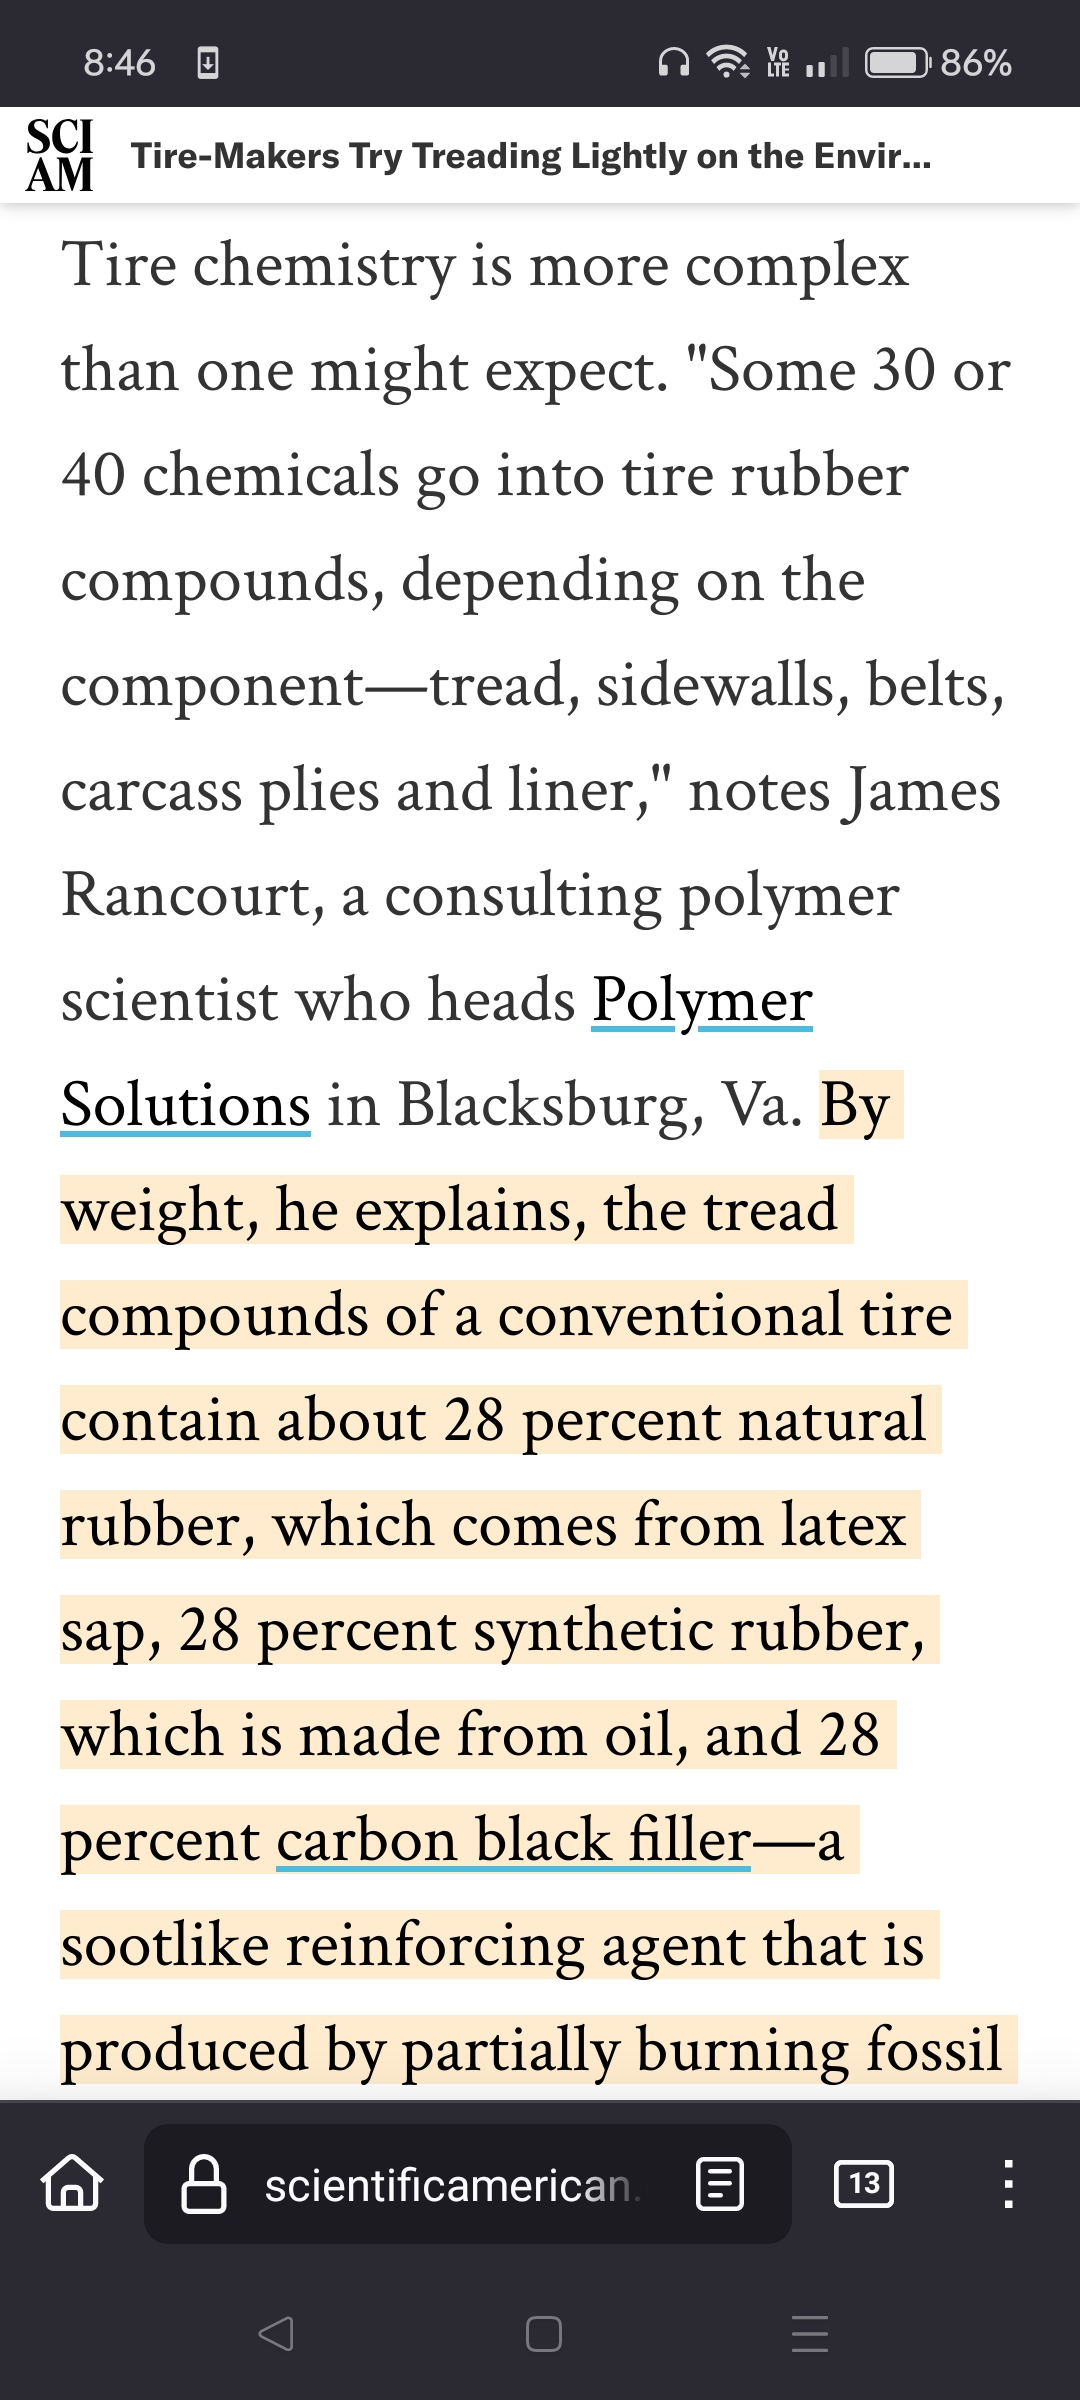 8:46
Vo
LTE
86%
SCI
AM
Tire-Makers Try Treading Lightly on the Envir...
Tire chemistry is more complex
than one might expect. "Some 30 or
40 chemicals go into tire rubber
compounds, depending on the
component—tread, sidewalls, belts,
carcass plies and liner," notes James
Rancourt, a consulting polymer
scientist who heads Polymer
Solutions in Blacksburg, Va. By
weight, he explains, the tread
compounds of a conventional tire
contain about 28 percent natural
rubber, which comes from latex
sap, 28 percent synthetic rubber,
which is made from oil, and 28
percent carbon black filler—a
sootlike reinforcing agent that is
produced by partially burning fossil
scientificamerican.
13